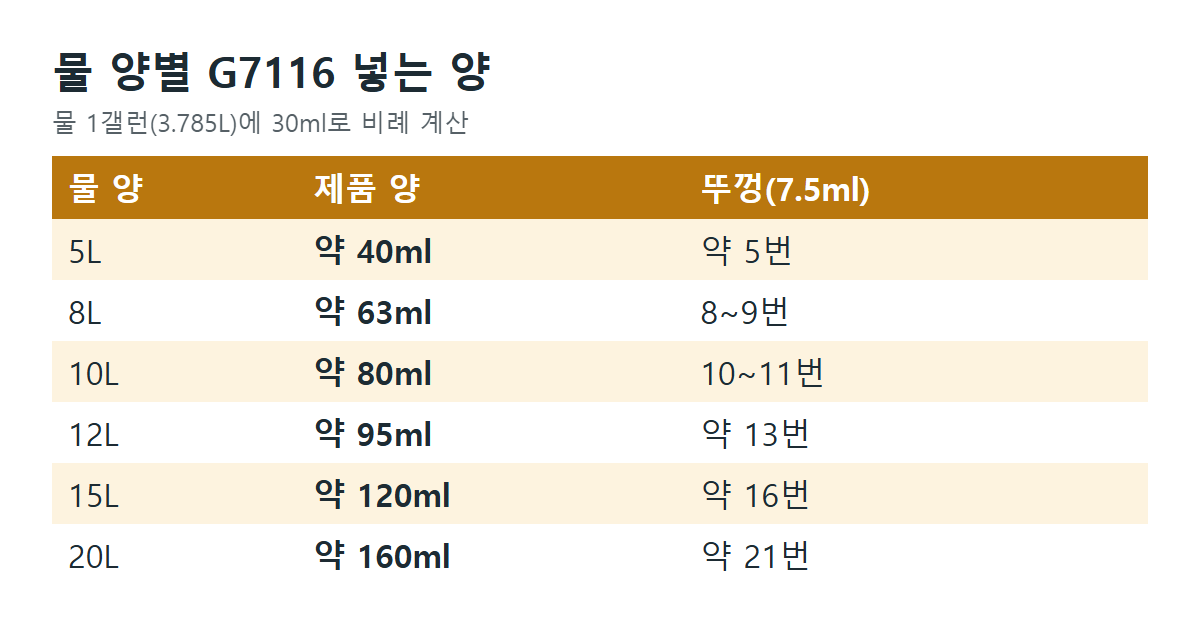 물 양별 G7116 넣는 양
물 1갤런(3.785L)에 30ml로 비례 계산
물 양 제품 양 뚜껑(7.5ml)
5L 약 40ml 약 5번
8L 약 63ml 8~9번
10L 약 80ml 10~11번
12L 약 95ml 약 13번
15L 약 120ml 약 16번
20L 약 160ml 약 21번